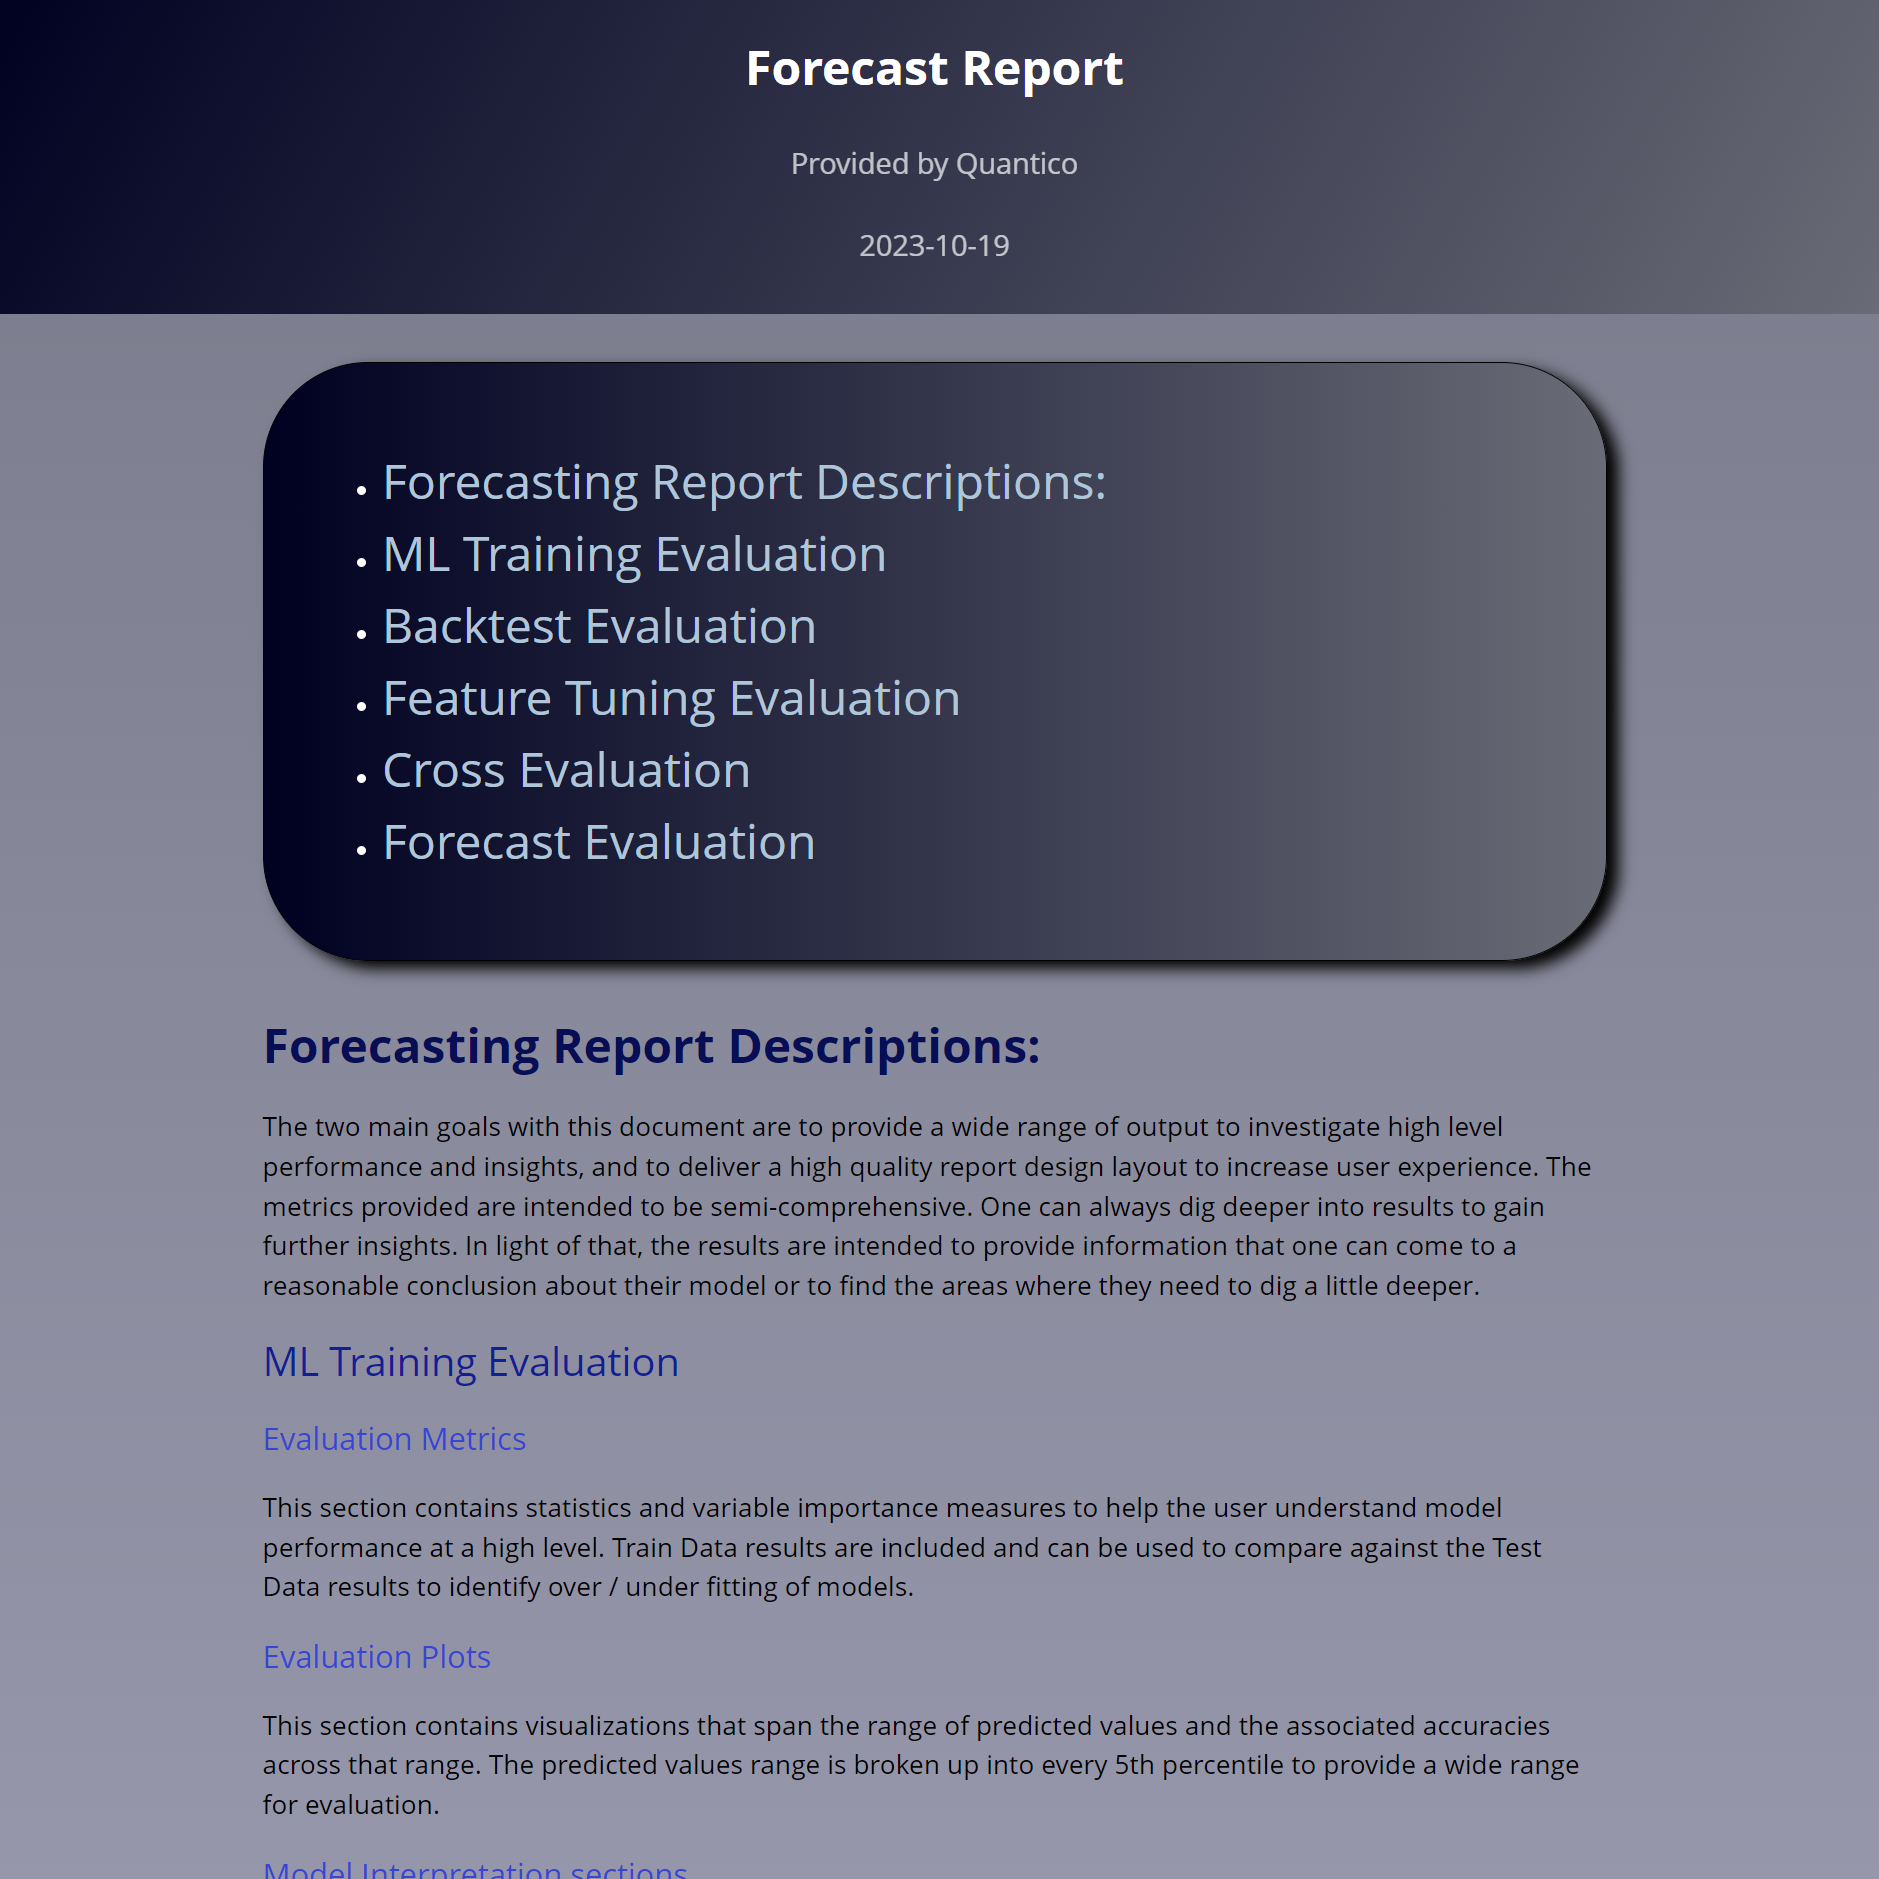 Forecast Report
Provided by Quantico
2023-10-19
Forecasting Report Descriptions:
ML Training Evaluation
Backtest Evaluation
Feature Tuning Evaluation
Cross Evaluation
Forecast Evaluation
Forecasting Report Descriptions:
The two main goals with this document are to provide a wide range of output to investigate high level
performance and insights, and to deliver a high quality report design layout to increase user experience. The
metrics provided are intended to be semi-comprehensive. One can always dig deeper into results to gain
further insights. In light of that, the results are intended to provide information that one can come to a
reasonable conclusion about their model or to find the areas where they need to dig a little deeper.
ML Training Evaluation
Evaluation Metrics
This section contains statistics and variable importance measures to help the user understand model
performance at a high level. Train Data results are included and can be used to compare against the Test
Data results to identify over / under fitting of models.
Evaluation Plots
This section contains visualizations that span the range of predicted values and the associated accuracies
across that range. The predicted values range is broken up into every 5th percentile to provide a wide range
for evaluation.
Model Interpretation sections